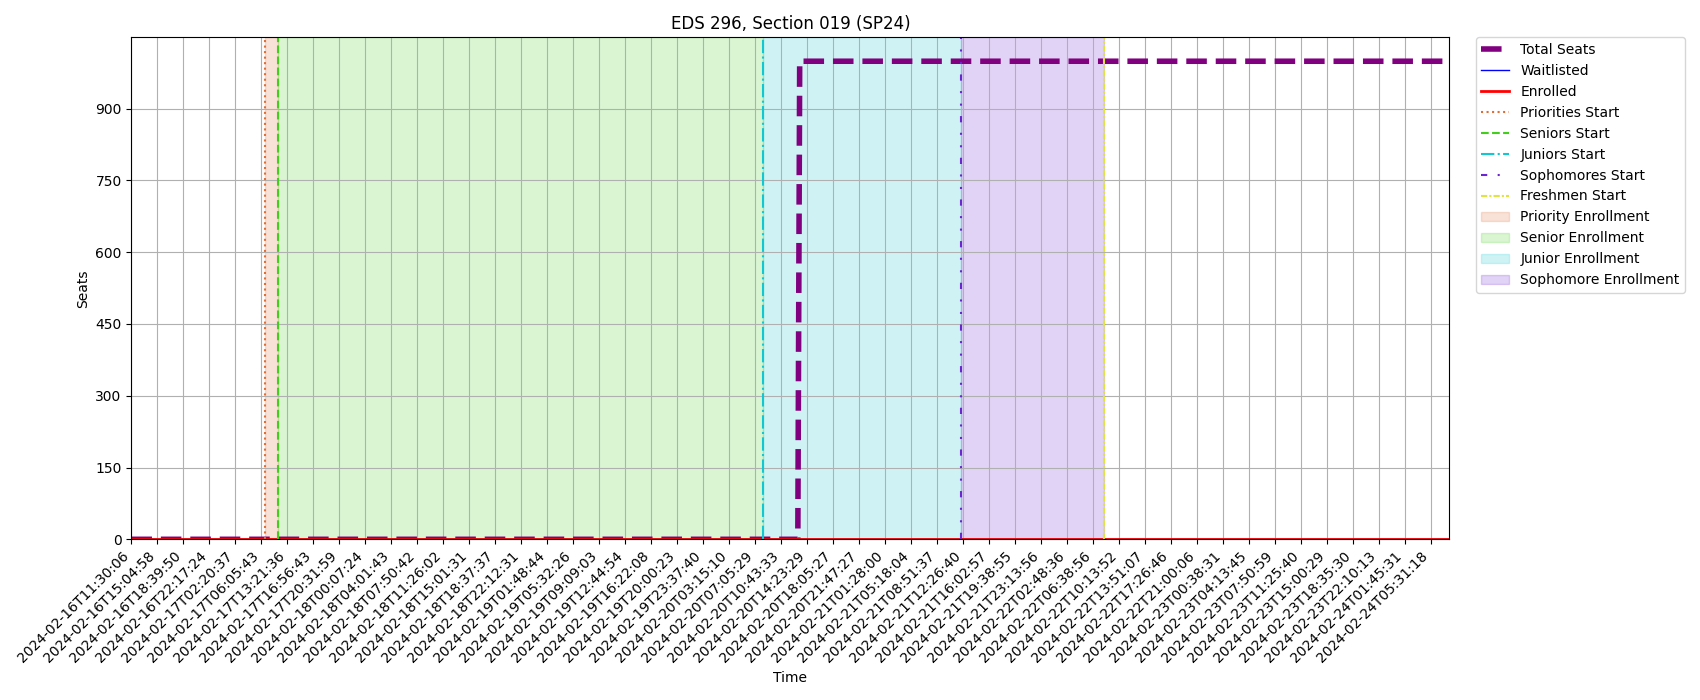 EDS 296, Section 019 (SP24)
Total Seats
Waitlisted
Enrolled
Priorities Start
Seniors Start
Juniors Start
Sophomores Start
Freshmen Start
Priority Enrollment
Senior Enrollment
Junior Enrollment
Sophomore Enrollment
Seats
900
750
600
450
300
150
0
2024-02-16T11:30:06
2024-02-16T15:04:58
2024-02-16T18:39:50
2024-02-16T22:17:24
2024-02-17T02:20:37
2024-02-17T06:05:43
2024-02-17T13:21:36
2024-02-17T16:56:43
2024-02-17T20:31:59
2024-02-18T00:07:24
2024-02-18T04:01:43
2024-02-18T07:50:42
2024-02-18T11:26:02
2024-02-18T15:01:31
2024-02-18T18:37:37
2024-02-18T22:12:31
2024-02-19T01:48:44
2024-02-19T05:32:26
2024-02-19T09:09:03
2024-02-19T12:44:54
2024-02-19T16:22:08
2024-02-19T20:00:23
2024-02-19T23:37:40
2024-02-20T03:15:10
2024-02-20T07:05:29
2024-02-20T10:43:33
2024-02-20T14:23:29
2024-02-20T18:05:27
2024-02-20T21:47:27
2024-02-21T01:28:00
2024-02-21T05:18:04
2024-02-21T08:51:37
2024-02-21T12:26:40
2024-02-21T16:02:57
2024-02-21T19:38:55
2024-02-21T23:13:56
2024-02-22T02:48:36
2024-02-22T06:38:56
2024-02-22T10:13:52
2024-02-22T13:51:07
2024-02-22T17:26:46
2024-02-22T21:00:06
2024-02-23T00:38:31
2024-02-23T04:13:45
2024-02-23T07:50:59
2024-02-23T11:25:40
2024-02-23T15:00:29
2024-02-23T18:35:30
2024-02-23T22:10:13
2024-02-24T01:45:31
2024-02-24T05:31:18
Time